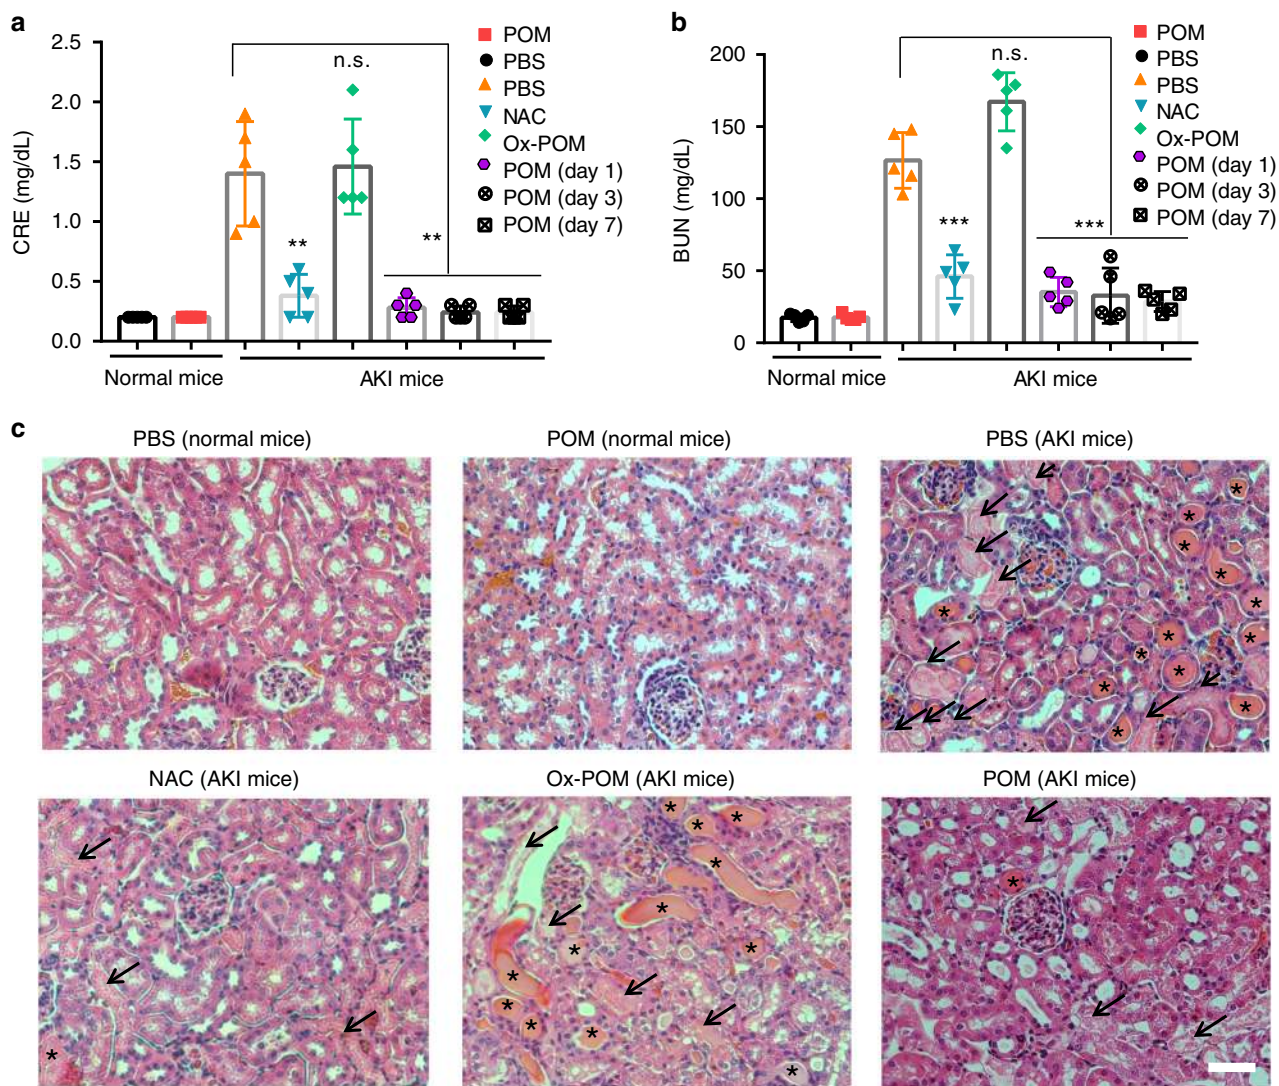 a
2.5
2.0
1.5
1.0
0.5
0.0
CRE (mg/dL)
n.s.
**
**
POM
PBS
PBS
NAC
Ox-POM
POM (day 1)
POM (day 3)
POM (day 7)
Normal mice
AKI mice
b
200
150
100
50
0
BUN (mg/dL)
n.s.
***
***
POM
PBS
PBS
NAC
Ox-POM
POM (day 1)
POM (day 3)
POM (day 7)
Normal mice
AKI mice
c
PBS (normal mice)
POM (normal mice)
PBS (AKI mice)
NAC (AKI mice)
Ox-POM (AKI mice)
POM (AKI mice)